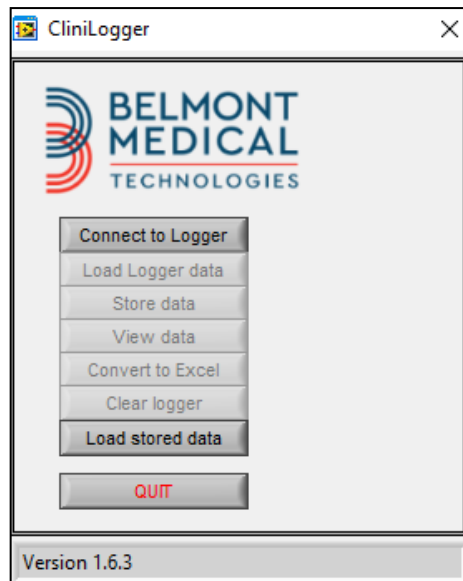 CliniLogger
BELMONT
MEDICAL
TECHNOLOGIES
Connect to Logger
Load Logger data
Store data
View data
Convert to Excel
Clear logger
Load stored data
QUIT
Version 1.6.3